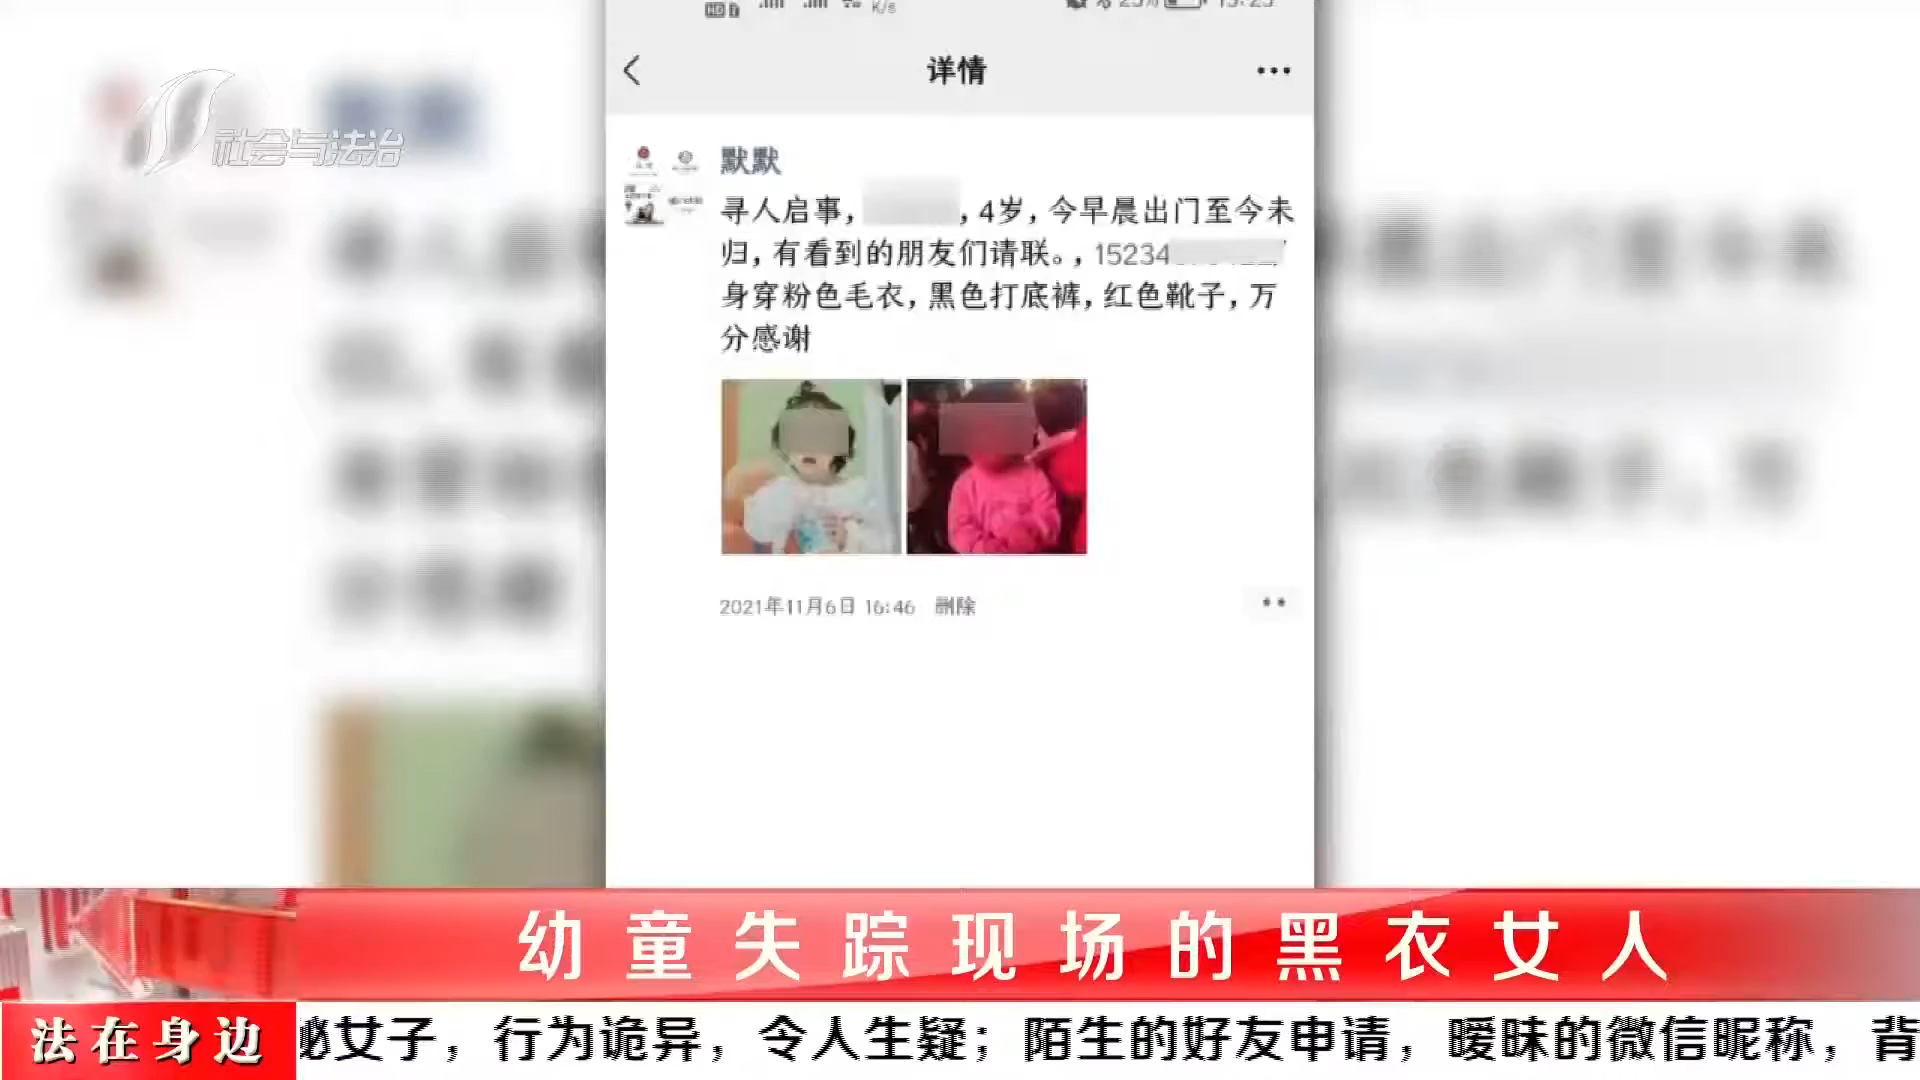 HD
K/s
25%
13:23
详情
社会与法治
默默
寻人启事, , 4岁, 今早晨出门至今未
归, 有看到的朋友们请联。, 15234
身穿粉色毛衣, 黑色打底裤, 红色靴子, 万
分感谢
2021年11月6日 16:46 删除
幼童失踪现场的黑衣女人
法在身边
秘女子，行为诡异，令人生疑；陌生的好友申请，暧昧的微信昵称，背